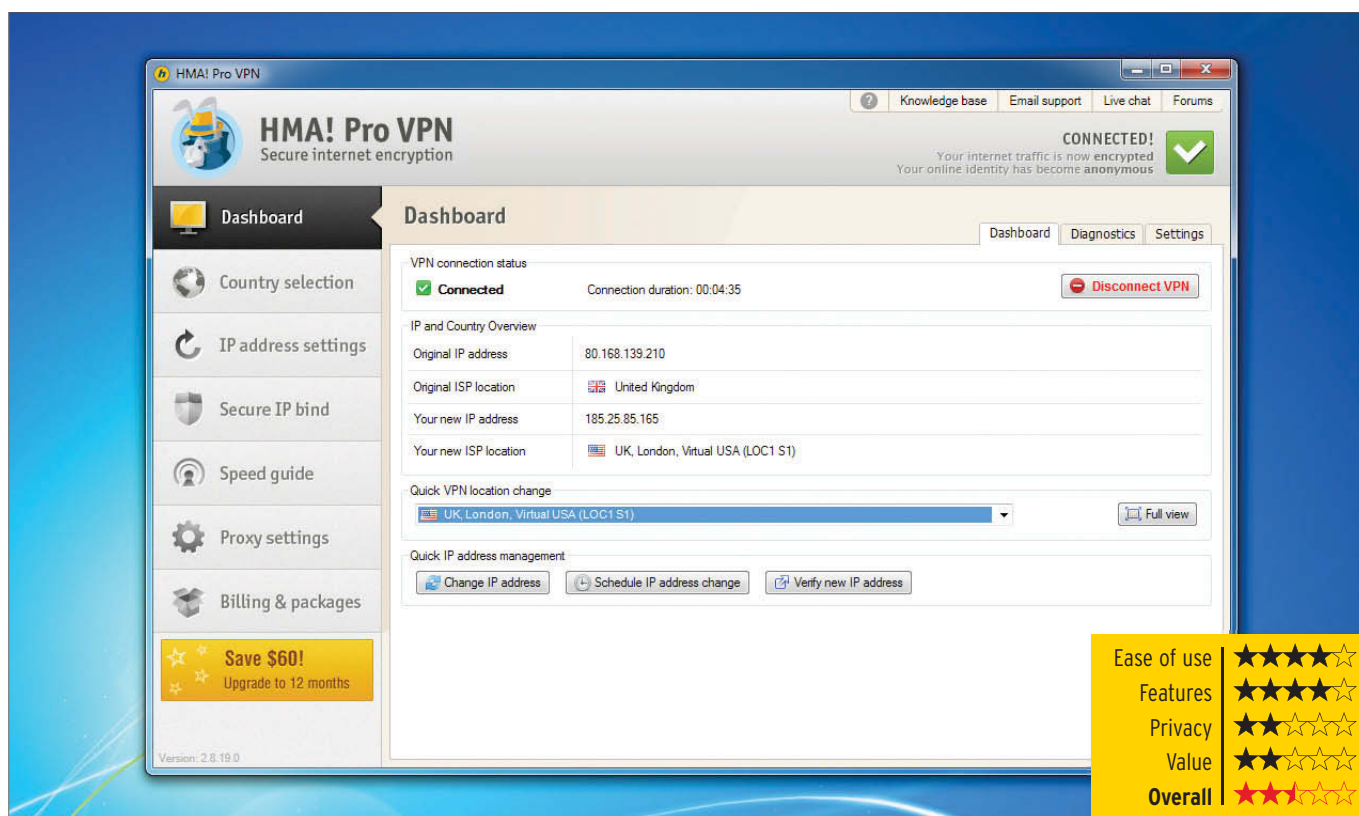 HMA! Pro VPN
Knowledge base Email support Live chat Forums
HMA! Pro VPN
Secure internet encryption
CONNECTED!
Your internet traffic is now encrypted
Your online identity has become anonymous
Dashboard
Country selection
IP address settings
Secure IP bind
Speed guide
Proxy settings
Billing & packages
Save $60!
Upgrade to 12 months
Version: 2.8.19.0
Dashboard
Dashboard Diagnostics Settings
VPN connection status
Connected Connection duration: 00:04:35 Disconnect VPN
IP and Country Overview
Original IP address 80.168.139.210
Original ISP location United Kingdom
Your new IP address 185.25.85.165
Your new ISP location UK, London, Virtual USA (LOC1 S1)
Quick VPN location change
UK, London, Virtual USA (LOC1 S1) Full view
Quick IP address management
Change IP address Schedule IP address change Verify new IP address
Ease of use
Features
Privacy
Value
Overall